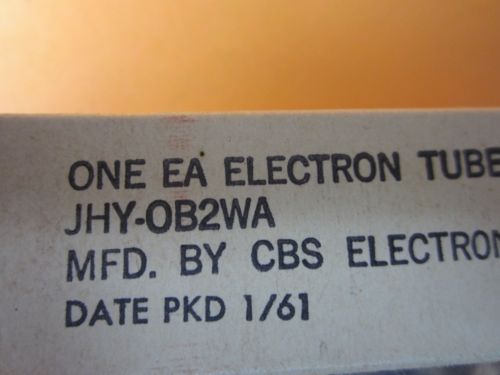 ONE EA ELECTRON TUBE
JHY-OB2WA
MFD. BY CBS ELECTRON
DATE PKD 1/61